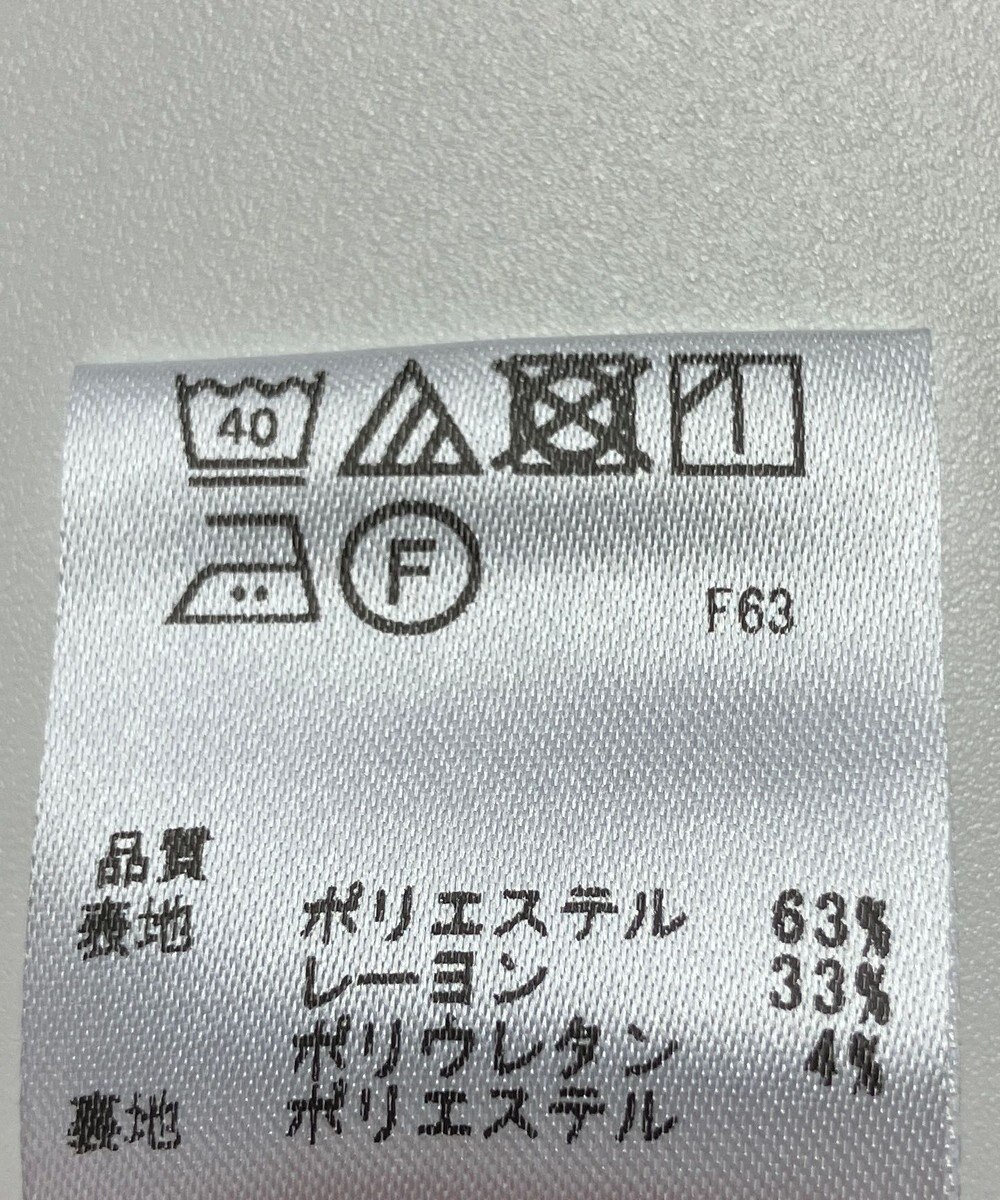 40
F
F63
品質
表地 ポリエステル 63%
レーヨン 33%
ポリウレタン 4%
裏地 ポリエステル